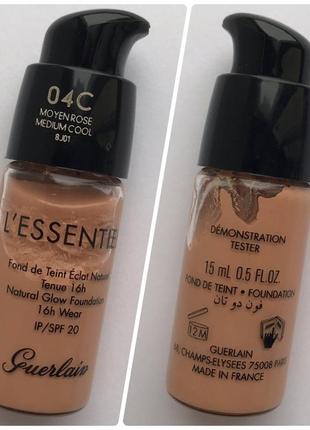 04C
MOYEN ROSE
MEDIUM COOL
8J01
L'ESSENTIE
Fond de Teint Éclat Naturel
Tenue 16h
Natural Glow Foundation
16h Wear
IP/SPF 20
Guerlain
DÉMONSTRATION
TESTER
15 mL 0.5 FL.OZ.
FOND DE TEINT • FOUNDATION
فون دو تان
12M
GUERLAIN
68, CHAMPS-ELYSEES 75008 PARIS
MADE IN FRANCE